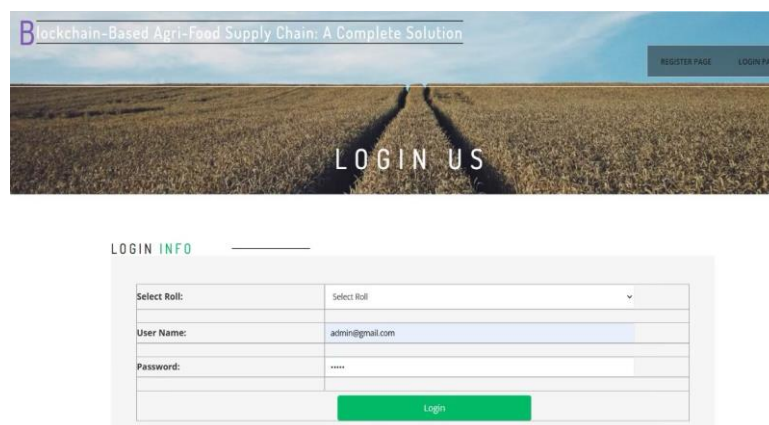 Blockchain-Based Agri-Food Supply Chain: A Complete Solution
REGISTER PAGE LOGIN PA
LOGIN US
LOGIN INFO
Select Roll: Select Roll
User Name: admin@gmail.com
Password: •••••
Login